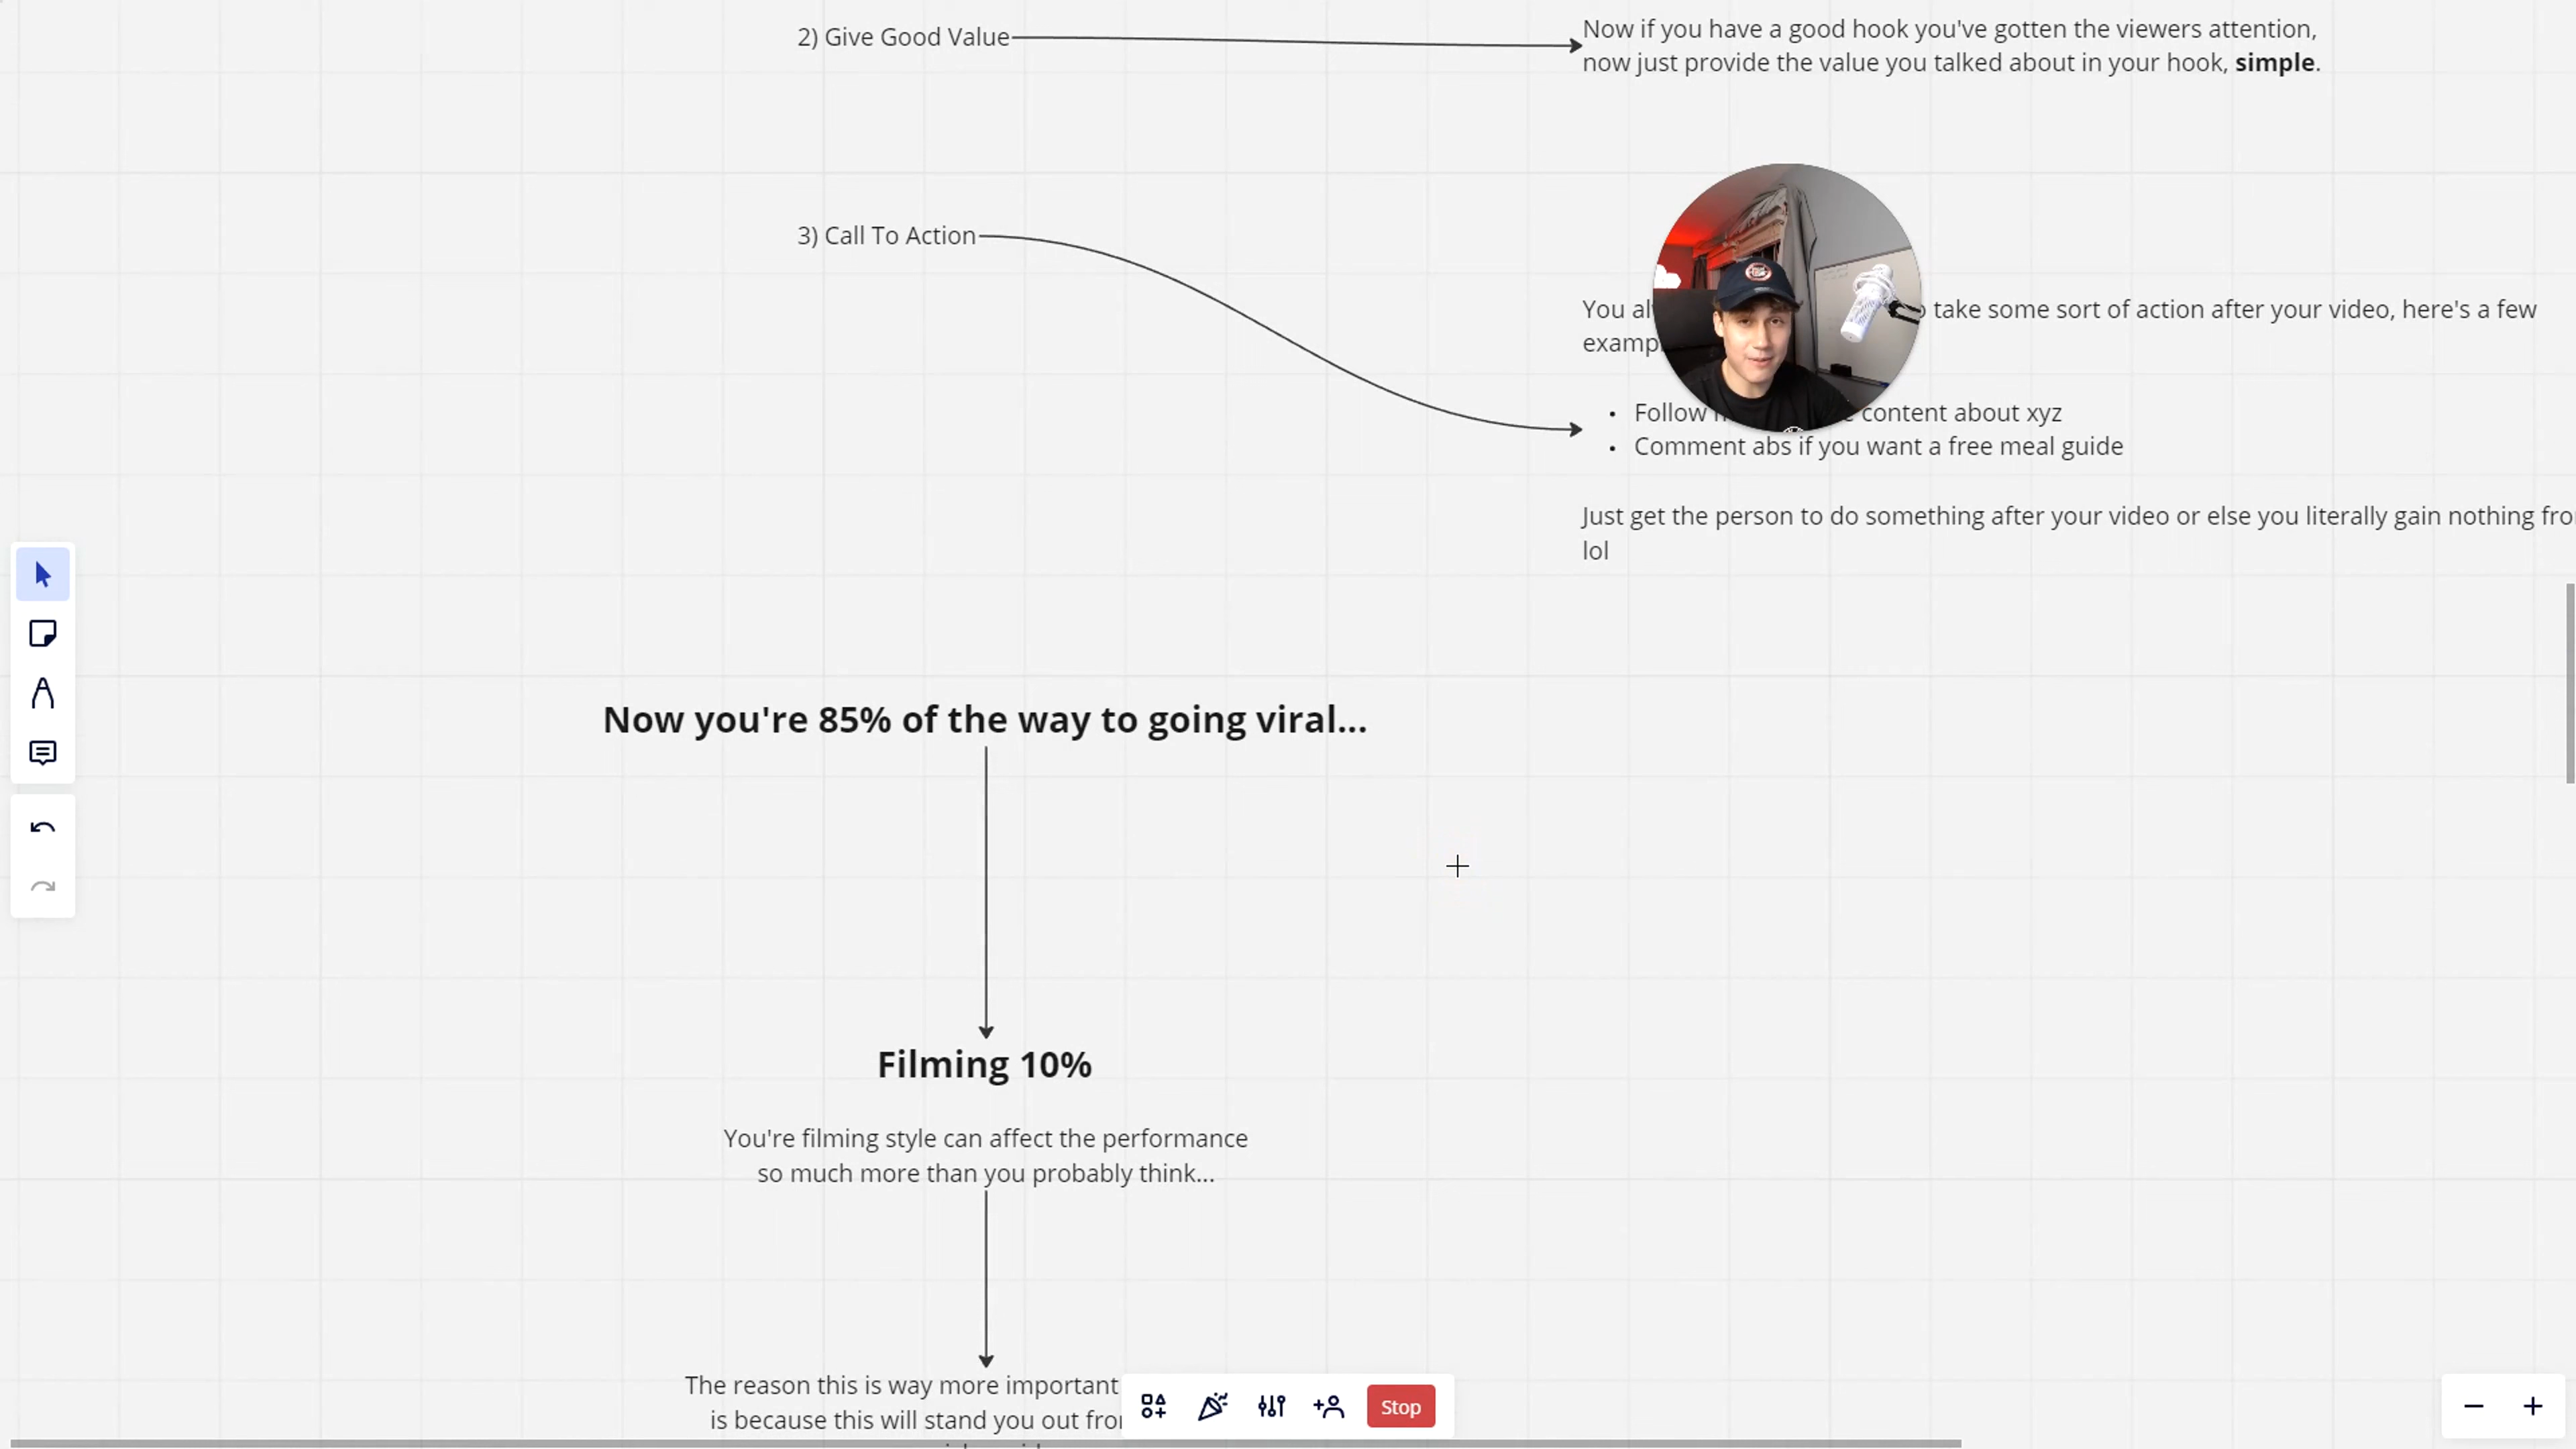 2) Give Good Value
Now if you have a good hook you've gotten the viewers attention,
now just provide the value you talked about in your hook, simple.
3) Call To Action
You take some sort of action after your video, here's a few
Follow content about xyz
Comment abs if you want a free meal guide
Just get the person to do something after your video or else you literally gain nothing
lol
Now you're 85% of the way to going viral...
Filming 10%
You're filming style can affect the performance
so much more than you probably think...
The reason this is way more important
is because this will stand you out
Stop